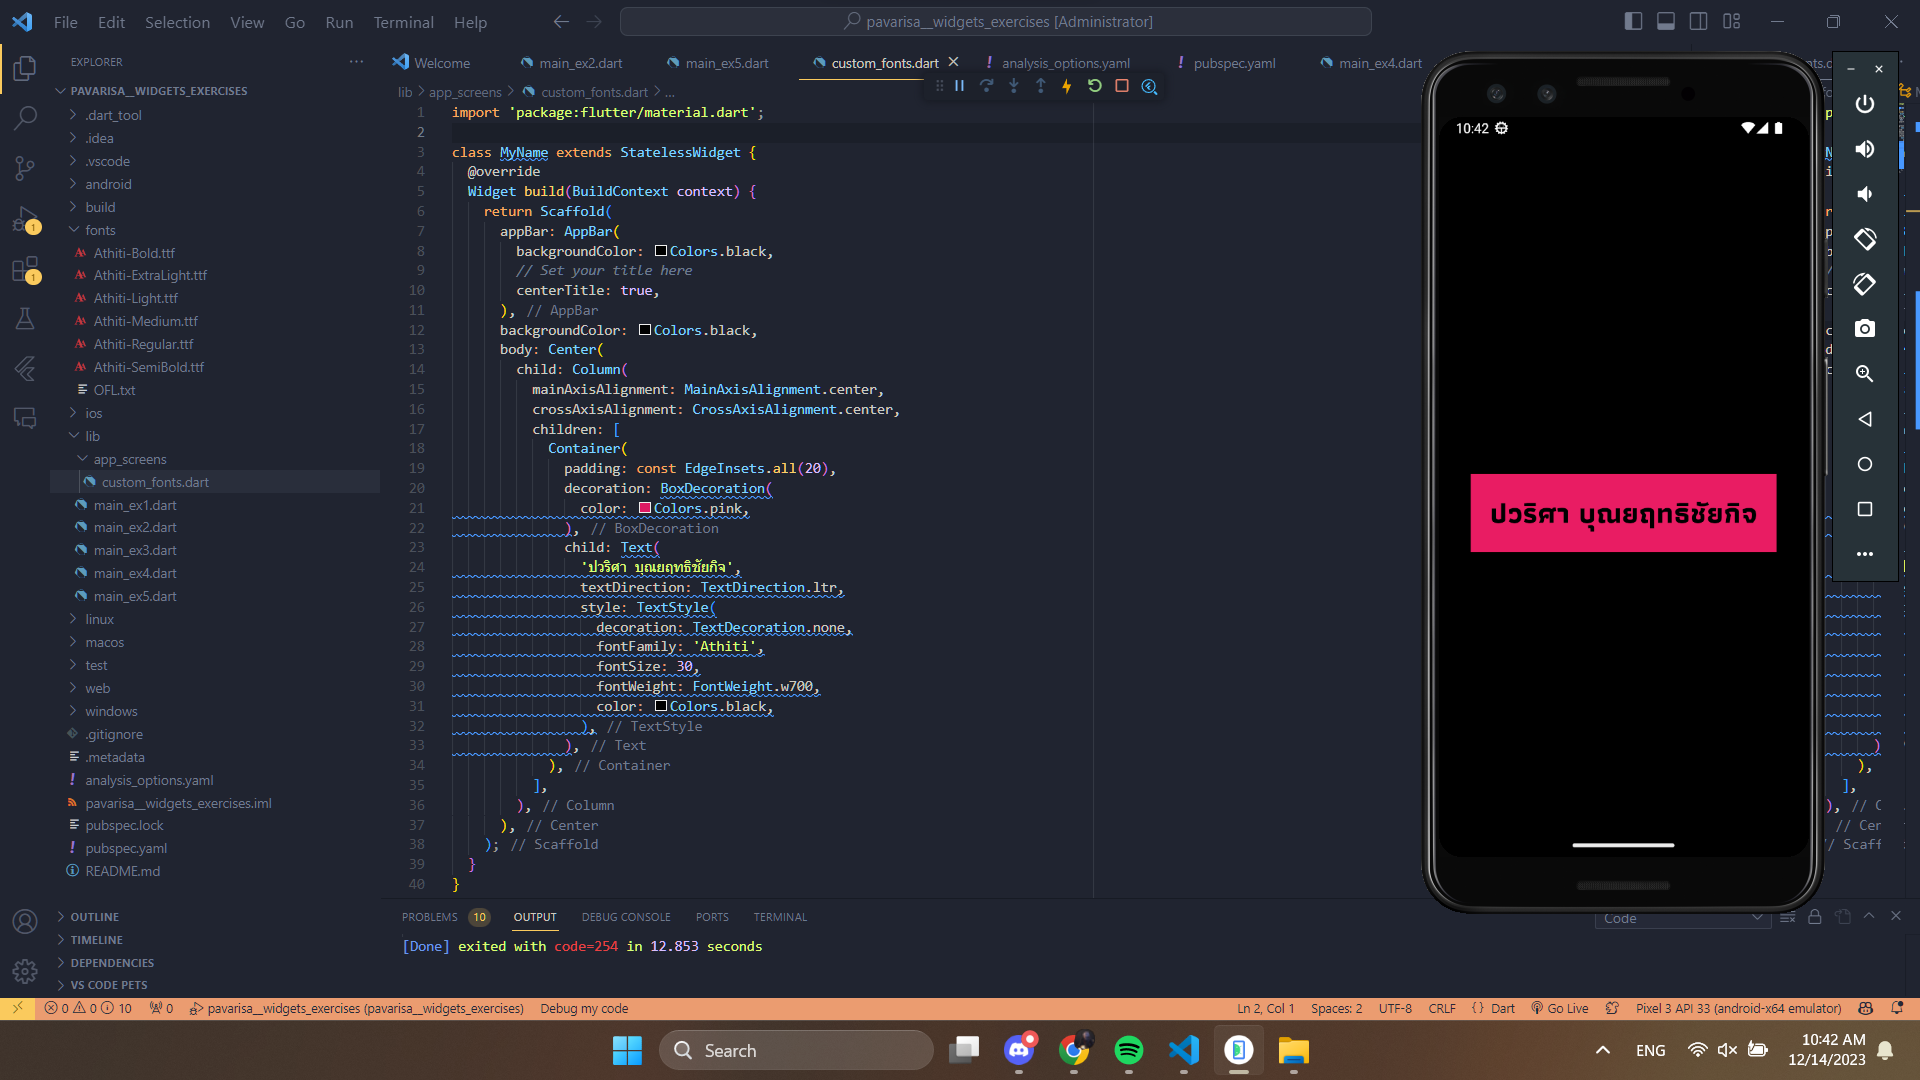 File Edit Selection View Go Run Terminal Help
pavarisa__widgets_exercises [Administrator]
EXPLORER
PAVARISA__WIDGETS_EXERCISES
.dart_tool
.idea
.vscode
android
build
fonts
Athiti-Bold.ttf
Athiti-ExtraLight.ttf
Athiti-Light.ttf
Athiti-Medium.ttf
Athiti-Regular.ttf
Athiti-SemiBold.ttf
OFL.txt
ios
lib
app_screens
custom_fonts.dart
main_ex1.dart
main_ex2.dart
main_ex3.dart
main_ex4.dart
main_ex5.dart
linux
macos
test
web
windows
.gitignore
.metadata
analysis_options.yaml
pavarisa__widgets_exercises.iml
pubspec.lock
pubspec.yaml
README.md
OUTLINE
TIMELINE
DEPENDENCIES
VS CODE PETS
1
1
Welcome main_ex2.dart main_ex5.dart custom_fonts.dart analysis_options.yaml pubspec.yaml main_ex4.dart
lib > app_screens > custom_fonts.dart > ...
1 import 'package:flutter/material.dart';
2
3 class MyName extends StatelessWidget {
4 @override
5 Widget build(BuildContext context) {
6 return Scaffold(
7 appBar: AppBar(
8 backgroundColor: Colors.black,
9 // Set your title here
10 centerTitle: true,
11 ), // AppBar
12 backgroundColor: Colors.black,
13 body: Center(
14 child: Column(
15 mainAxisAlignment: MainAxisAlignment.center,
16 crossAxisAlignment: CrossAxisAlignment.center,
17 children: [
18 Container(
19 padding: const EdgeInsets.all(20),
20 decoration: BoxDecoration(
21 color: Colors.pink,
22 ), // BoxDecoration
23 child: Text(
24 'ปวริศา บุณยฤทธิชัยกิจ',
25 textDirection: TextDirection.ltr,
26 style: TextStyle(
27 decoration: TextDecoration.none,
28 fontFamily: 'Athiti',
29 fontSize: 30,
30 fontWeight: FontWeight.w700,
31 color: Colors.black,
32 ), // TextStyle
33 ), // Text
34 ), // Container
35 ],
36 ), // Column
37 ), // Center
38 ); // Scaffold
39 }
40 }
10:42
ปวริศา บุณยฤทธิชัยกิจ
PROBLEMS 10 OUTPUT DEBUG CONSOLE PORTS TERMINAL
Code
[Done] exited with code=254 in 12.853 seconds
0 0 10 0 pavarisa__widgets_exercises (pavarisa__widgets_exercises) Debug my code
Ln 2, Col 1 Spaces: 2 UTF-8 CRLF {} Dart Go Live Pixel 3 API 33 (android-x64 emulator)
Search
ENG
10:42 AM
12/14/2023